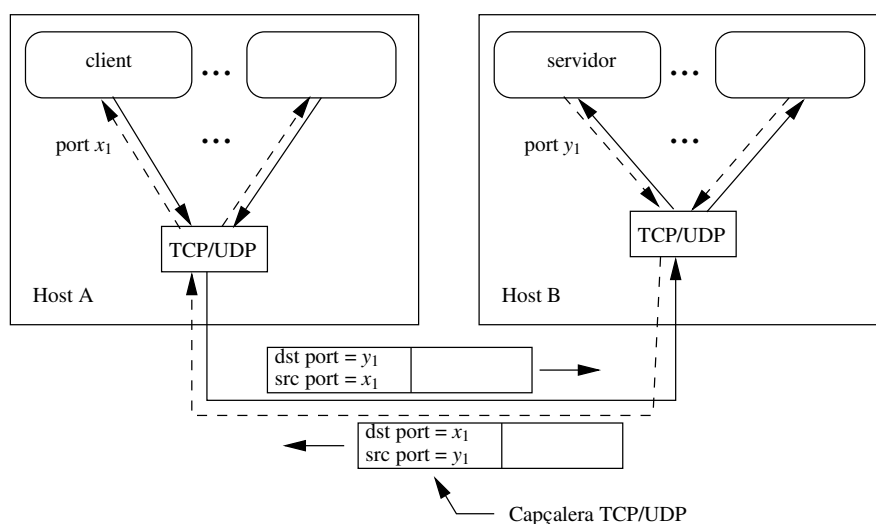 client
...
servidor
...
port x₁
...
port y₁
...
TCP/UDP
TCP/UDP
Host A
Host B
dst port = y₁
src port = x₁
dst port = x₁
src port = y₁
Capçalera TCP/UDP